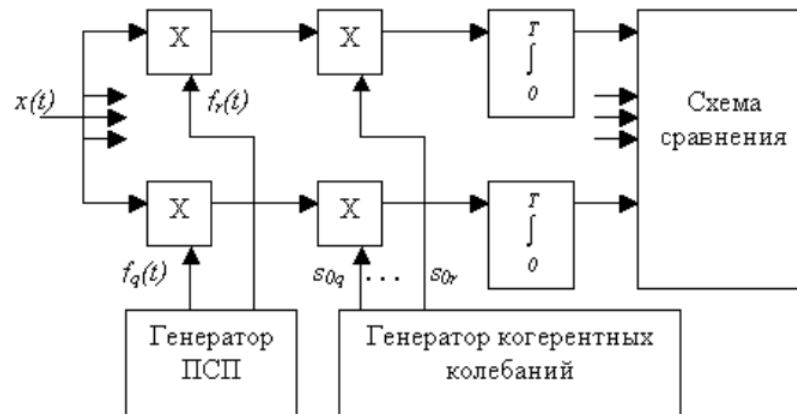 X
X
T
∫
0
x(t)
f_r(t)
Схема
сравнения
X
X
T
∫
0
f_q(t)
s_0q
...
s_0r
Генератор
ПСП
Генератор когерентных
колебаний